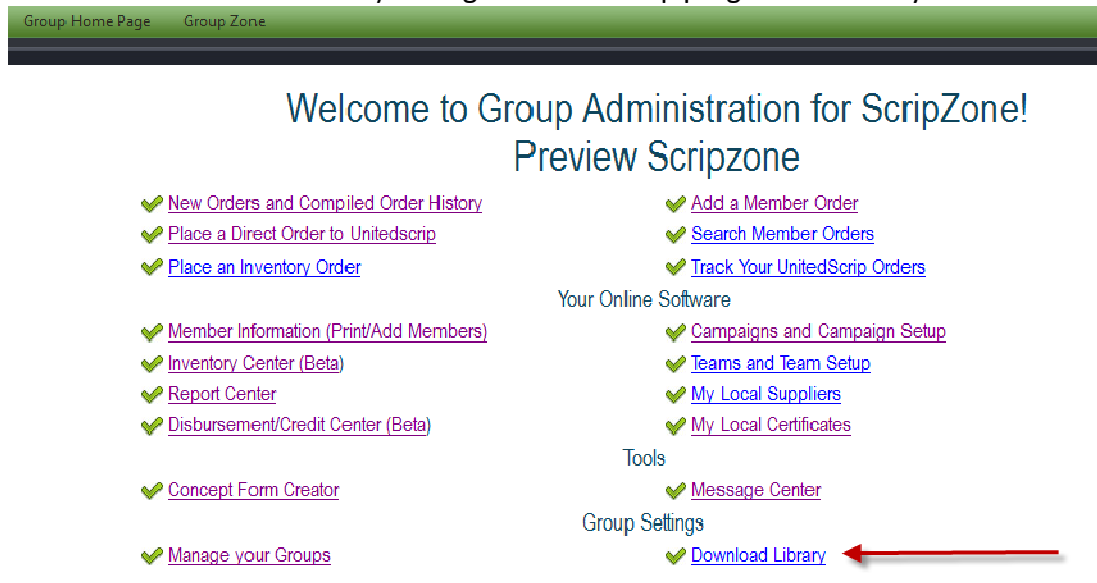 Group Home Page Group Zone
Welcome to Group Administration for ScripZone!
Preview Scripzone
New Orders and Compiled Order History Add a Member Order
Place a Direct Order to Unitedscrip Search Member Orders
Place an Inventory Order Track Your UnitedScrip Orders
Your Online Software
Member Information (Print/Add Members) Campaigns and Campaign Setup
Inventory Center (Beta) Teams and Team Setup
Report Center My Local Suppliers
Disbursement/Credit Center (Beta) My Local Certificates
Tools
Concept Form Creator Message Center
Group Settings
Manage your Groups Download Library